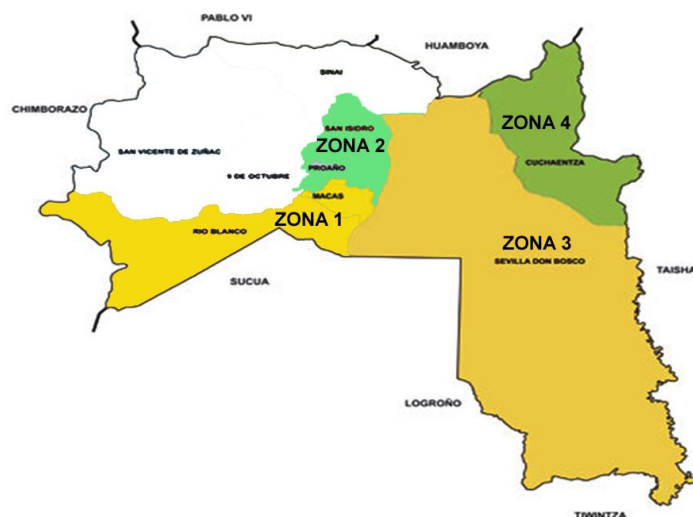 PABLO VI
HUAMBOYA
SINAI
CHIMBORAZO
SAN ISIDRO
ZONA 4
ZONA 2
SAN VICENTE DE ZUÑAC
CUCHAENTZA
PROAÑO
9 DE OCTUBRE
MACAS
ZONA 1
RIO BLANCO
ZONA 3
SEVILLA DON BOSCO
TAISHA
SUCUA
LOGROÑO
TIWINTZA